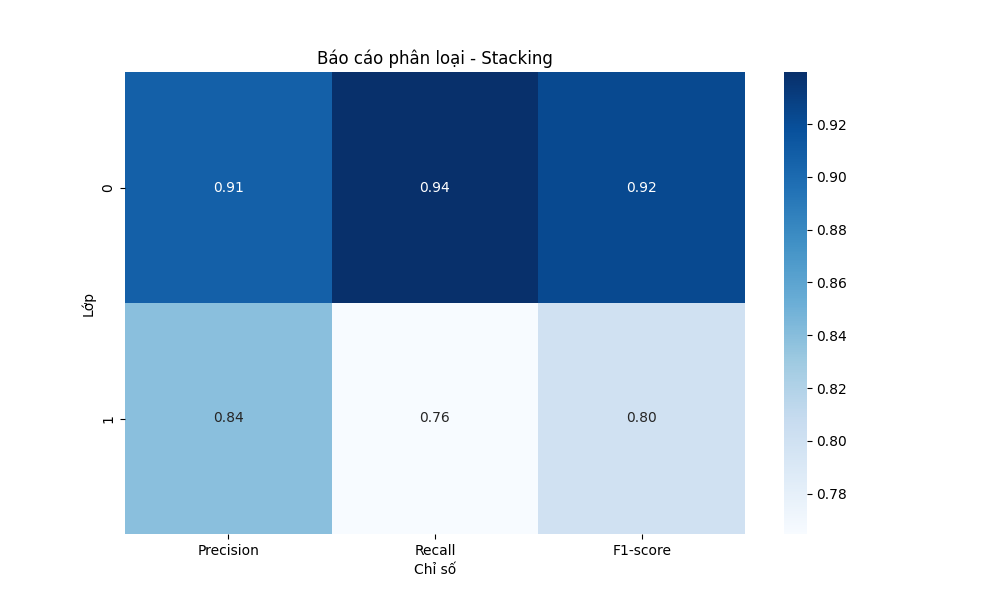 Báo cáo phân loại - Stacking
0.91 0.94 0.92
0.84 0.76 0.80
0
1
Lớp
Precision Recall F1-score
Chỉ số
0.92
0.90
0.88
0.86
0.84
0.82
0.80
0.78